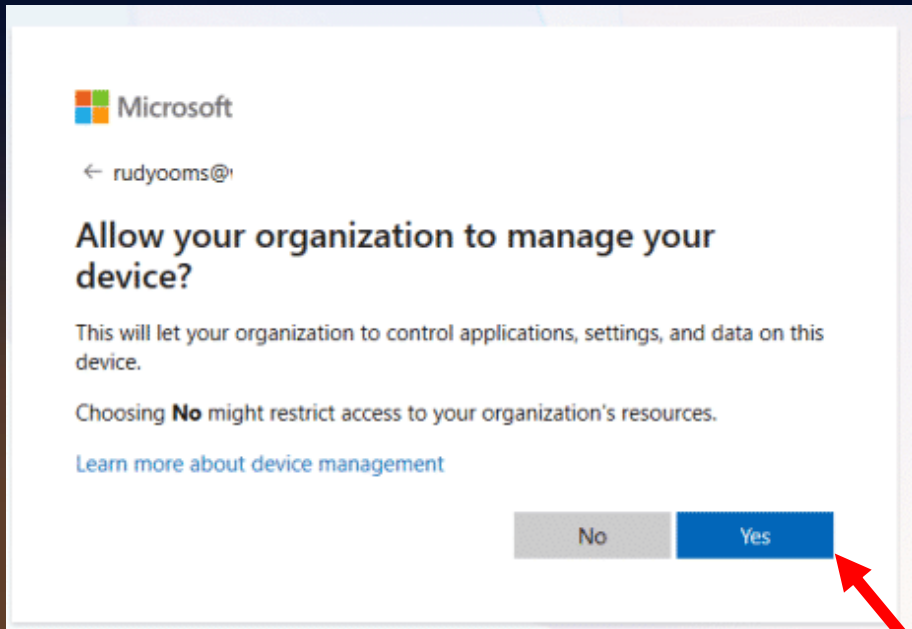 Microsoft
← rudyooms@
Allow your organization to manage your
device?
This will let your organization to control applications, settings, and data on this
device.
Choosing No might restrict access to your organization's resources.
Learn more about device management
No
Yes